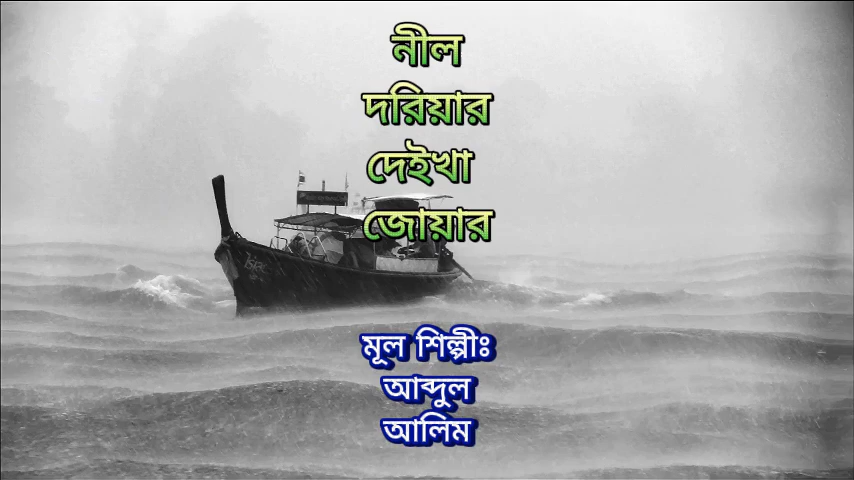 নীল
দরিয়ার
দেইখা
জোয়ার
মূল শিল্পীঃ
আব্দুল
আলিম